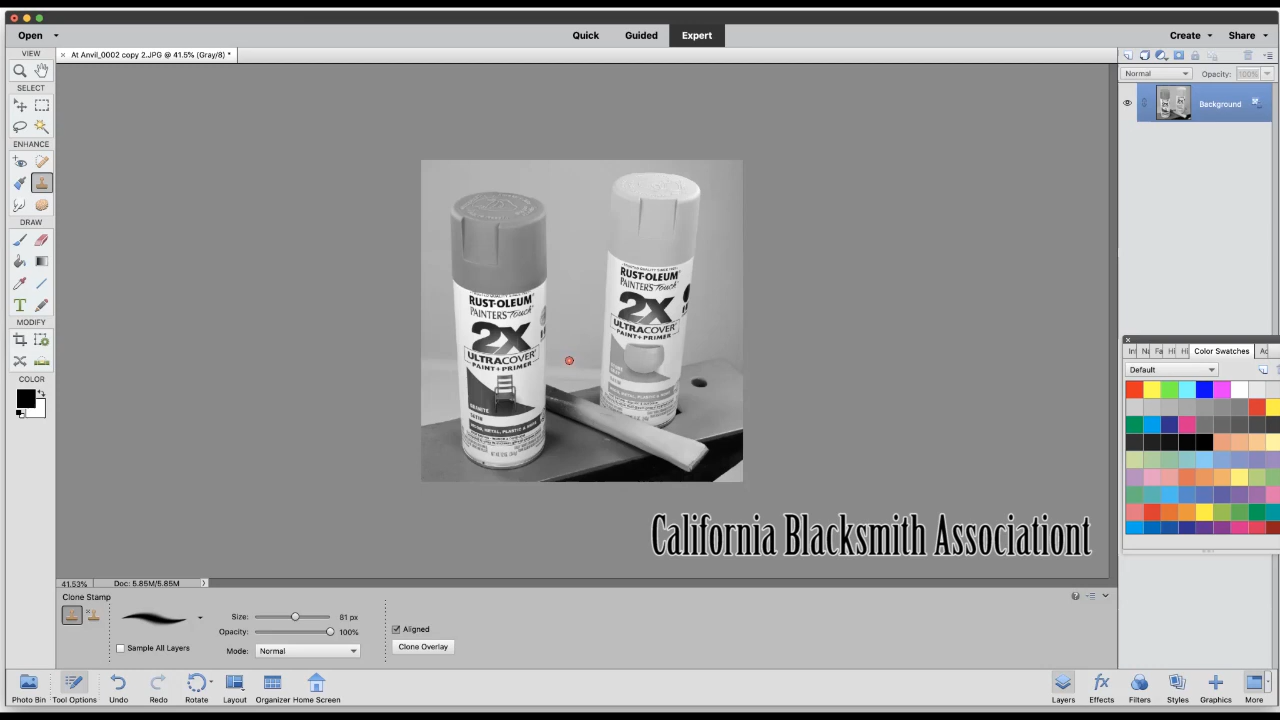 Open
Quick
Guided
Expert
Create
Share
VIEW
× At Anvil_0002 copy 2.JPG @ 41.5% (Gray/8) *
SELECT
ENHANCE
DRAW
MODIFY
COLOR
Normal
Opacity: 100%
Background
RUST-OLEUM
PAINTER'S Touch
2X
ULTRACOVER
PAINT+PRIMER
SATIN
RUST-OLEUM
PAINTER'S Touch
2X
ULTRACOVER
PAINT+PRIMER
Color Swatches
Default
California Blacksmith Associationt
41.53%
Doc: 5.85M/5.85M
Clone Stamp
Size: 81 px
Opacity: 100%
Mode: Normal
Sample All Layers
Aligned
Clone Overlay
Photo Bin
Tool Options
Undo
Redo
Rotate
Layout
Organizer
Home Screen
Layers
Effects
Filters
Styles
Graphics
More